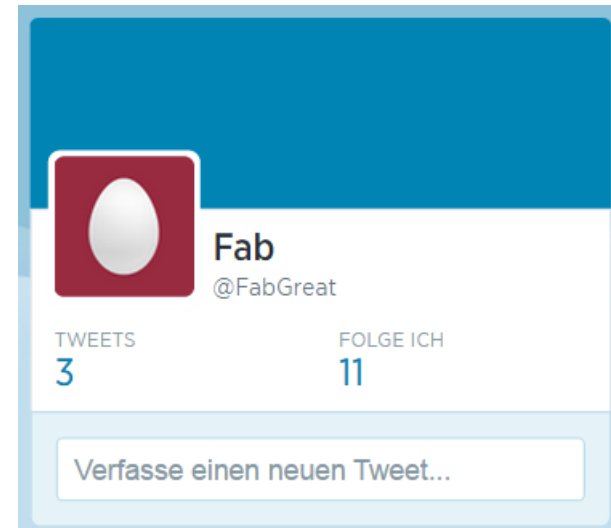 Fab
@FabGreat
TWEETS FOLGE ICH
3 11
Verfasse einen neuen Tweet...